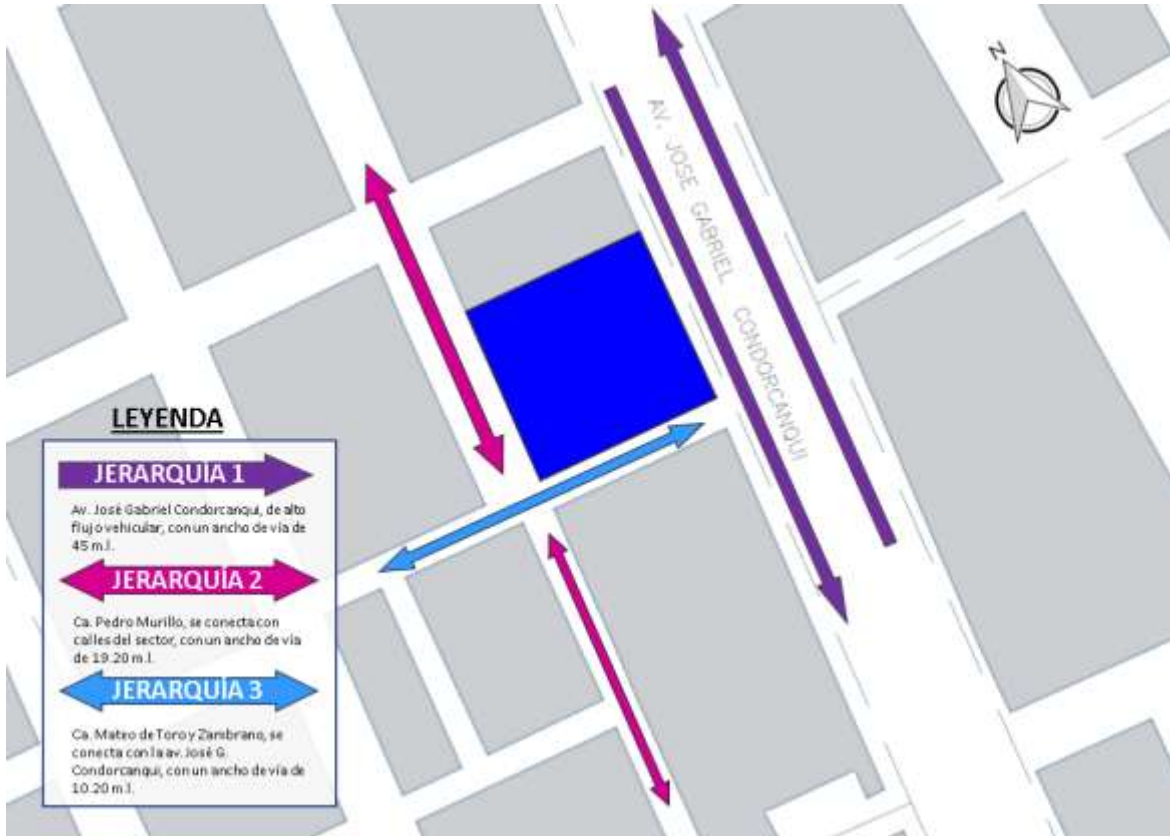 N
AV. JOSE GABRIEL CONDORCANQUI
LEYENDA
JERARQUÍA 1
Av. José Gabriel Condorcanqui, de alto
flujo vehicular, con un ancho de vía de
45 m.l.
JERARQUÍA 2
Ca. Pedro Murillo, se conecta con
calles del sector, con un ancho de vía
de 19.20 m.l.
JERARQUÍA 3
Ca. Mateo de Toro y Zambrano, se
conecta con la av. José G.
Condorcanqui, con un ancho de vía de
10.20 m.l.